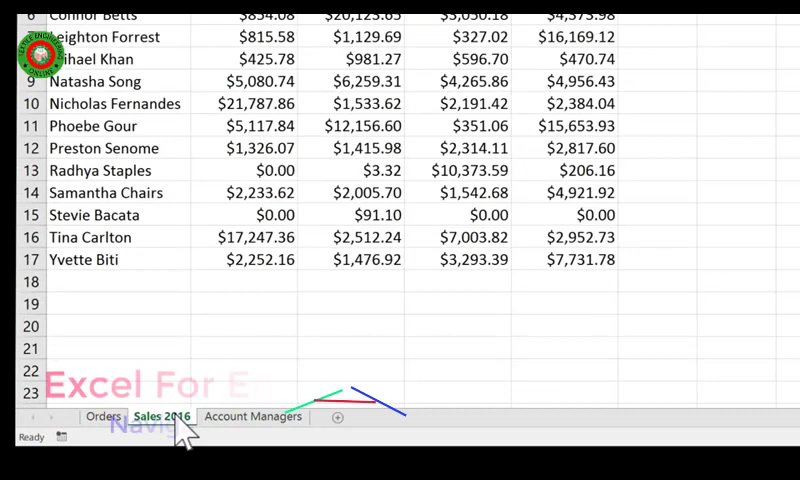 6 Connor Betts $854.08 $20,123.65 $3,050.18 $4,373.98
eighton Forrest $815.58 $1,129.69 $327.02 $16,169.12
ihael Khan $425.78 $981.27 $596.70 $470.74
9 Natasha Song $5,080.74 $6,259.31 $4,265.86 $4,956.43
10 Nicholas Fernandes $21,787.86 $1,533.62 $2,191.42 $2,384.04
11 Phoebe Gour $5,117.84 $12,156.60 $351.06 $15,653.93
12 Preston Senome $1,326.07 $1,415.98 $2,314.11 $2,817.60
13 Radhya Staples $0.00 $3.32 $10,373.59 $206.16
14 Samantha Chairs $2,233.62 $2,005.70 $1,542.68 $4,921.92
15 Stevie Bacata $0.00 $91.10 $0.00 $0.00
16 Tina Carlton $17,247.36 $2,512.24 $7,003.82 $2,952.73
17 Yvette Biti $2,252.16 $1,476.92 $3,293.39 $7,731.78
18
19
20
21
22
23
Excel For En
Orders Sales 2016 Account Managers
Navig
Ready
TEXTILE ENGINEERING
ONLINE